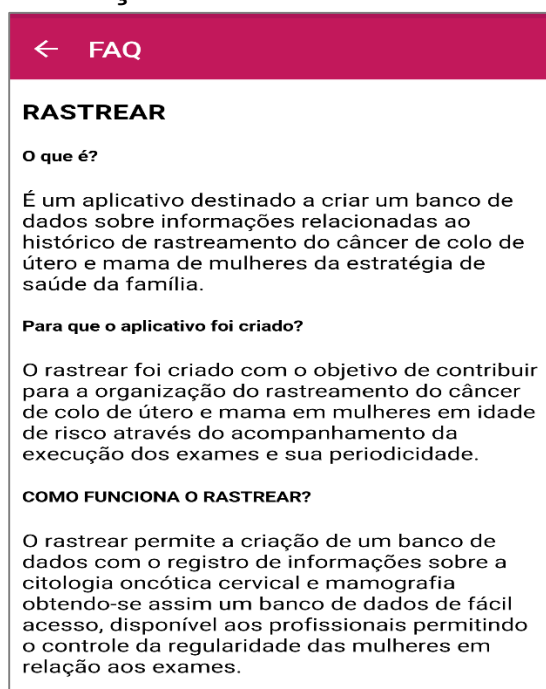 ← FAQ
RASTREAR
O que é?
É um aplicativo destinado a criar um banco de
dados sobre informações relacionadas ao
histórico de rastreamento do câncer de colo de
útero e mama de mulheres da estratégia de
saúde da família.
Para que o aplicativo foi criado?
O rastrear foi criado com o objetivo de contribuir
para a organização do rastreamento do câncer
de colo de útero e mama em mulheres em idade
de risco através do acompanhamento da
execução dos exames e sua periodicidade.
COMO FUNCIONA O RASTREAR?
O rastrear permite a criação de um banco de
dados com o registro de informações sobre a
citologia oncótica cervical e mamografia
obtendo-se assim um banco de dados de fácil
acesso, disponível aos profissionais permitindo
o controle da regularidade das mulheres em
relação aos exames.